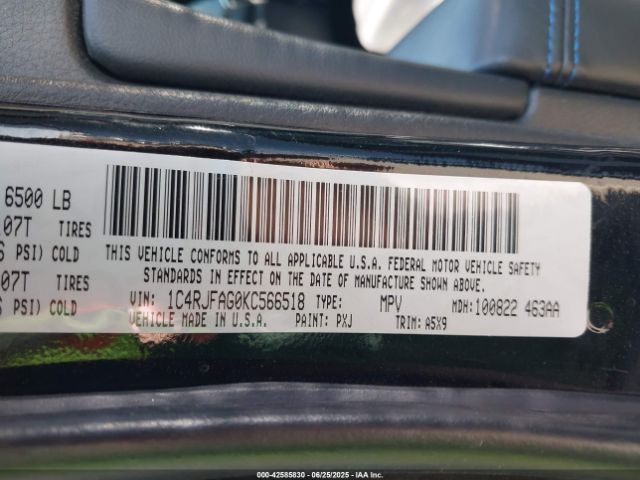 6500 LB
07T TIRES
PSI) COLD
07T TIRES
PSI) COLD
THIS VEHICLE CONFORMS TO ALL APPLICABLE U.S.A. FEDERAL MOTOR VEHICLE SAFETY
STANDARDS IN EFFECT ON THE DATE OF MANUFACTURE SHOWN ABOVE
VIN: 1C4RJFAG0KC566518 TYPE: MPV MDH:100822 463AA
VEHICLE MADE IN U.S.A. PAINT: PXJ TRIM: A5X9
000-42585830 - 06/25/2025 - IAA Inc.